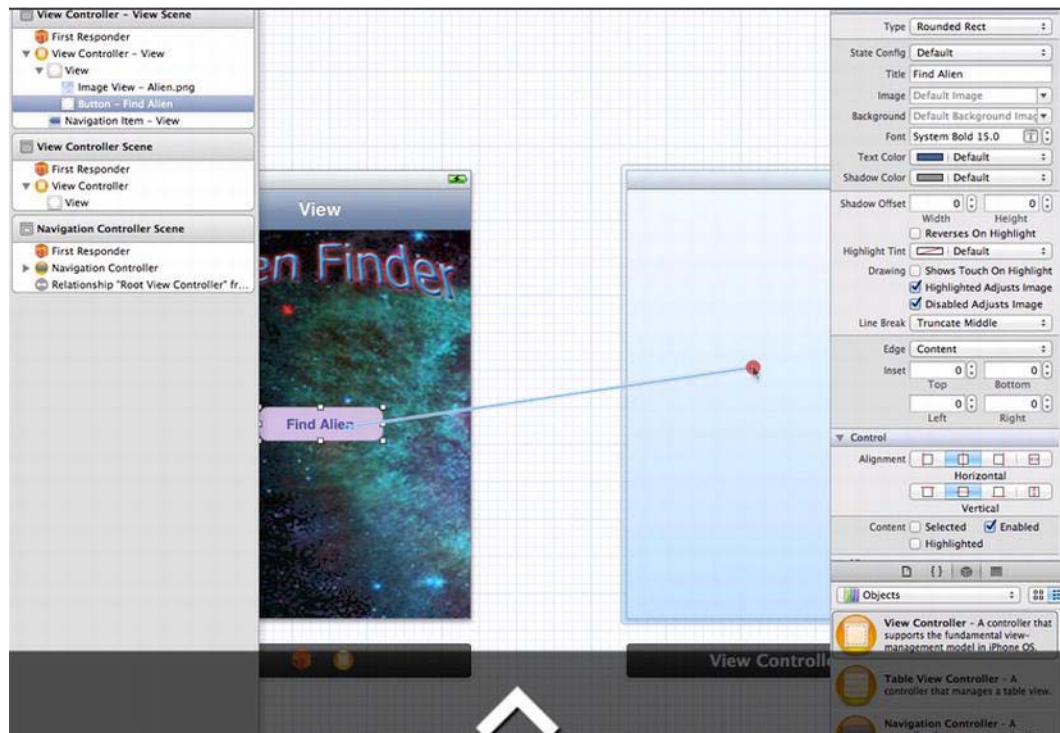 View Controller – View Scene
First Responder
View Controller – View
View
Image View – Alien.png
Button – Find Alien
Navigation Item – View
View Controller Scene
First Responder
View Controller
View
Navigation Controller Scene
First Responder
Navigation Controller
Relationship "Root View Controller" fr...
View
en Finder
Find Alien
View Controlle
Type Rounded Rect
State Config Default
Title Find Alien
Image Default Image
Background Default Background Imag
Font System Bold 15.0
Text Color Default
Shadow Color Default
Shadow Offset 0 0
Width Height
Reverses On Highlight
Highlight Tint Default
Drawing Shows Touch On Highlight
Highlighted Adjusts Image
Disabled Adjusts Image
Line Break Truncate Middle
Edge Content
Inset 0 0
Top Bottom
0 0
Left Right
Control
Alignment
Horizontal
Vertical
Content Selected Enabled
Highlighted
{}
Objects
View Controller – A controller that
supports the fundamental view-
management model in iPhone OS.
Table View Controller – A
controller that manages a table view.
Navigation Controller – A